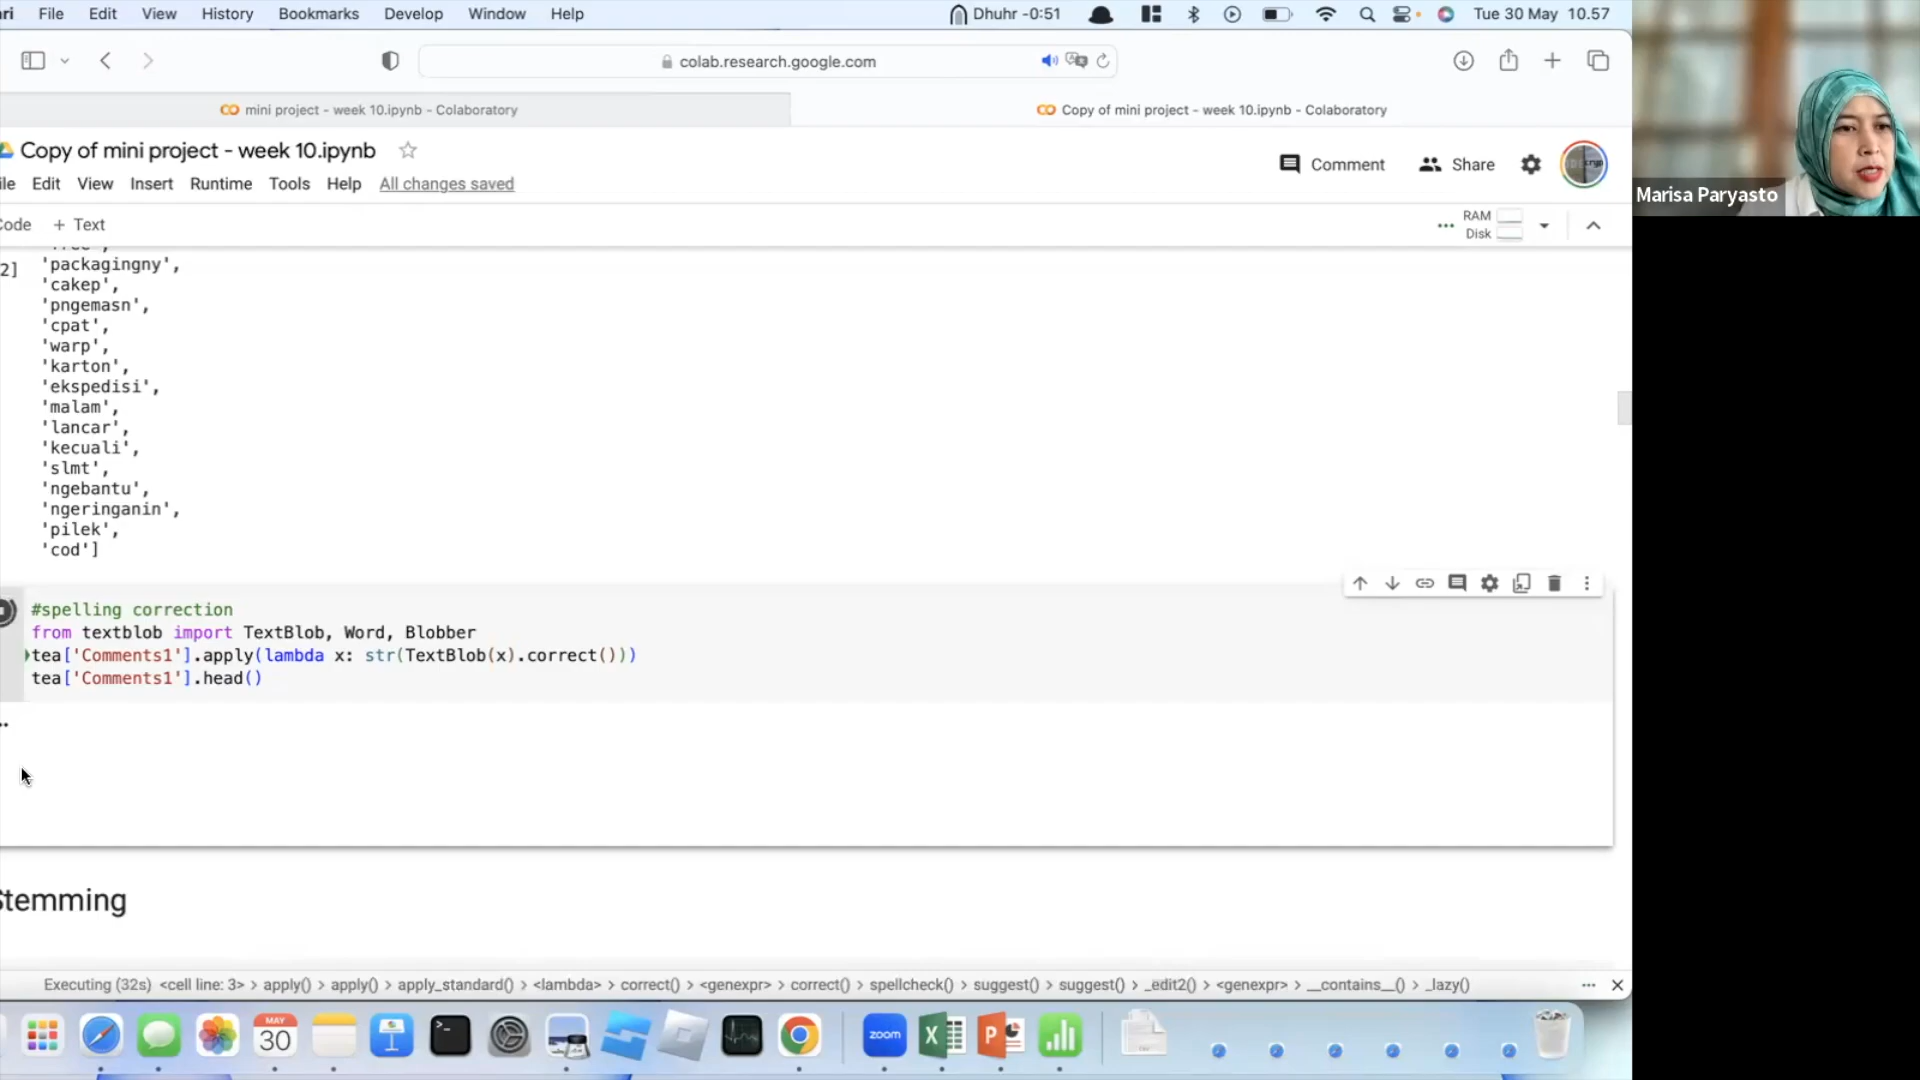 ri File Edit View History Bookmarks Develop Window Help Dhuhr -0:51 Tue 30 May 10.57
colab.research.google.com
mini project - week 10.ipynb - Colaboratory
Copy of mini project - week 10.ipynb - Colaboratory
Copy of mini project - week 10.ipynb
Comment Share
ile Edit View Insert Runtime Tools Help All changes saved
ode + Text
RAM
Disk
2] 'packagingny',
'cakep',
'pngemasn',
'cpat',
'warp',
'karton',
'ekspedisi',
'malam',
'lancar',
'kecuali',
'slmt',
'ngebantu',
'ngeringanin',
'pilek',
'cod']
#spelling correction
from textblob import TextBlob, Word, Blobber
tea['Comments1'].apply(lambda x: str(TextBlob(x).correct()))
tea['Comments1'].head()
Stemming
Executing (32s) <cell line: 3> > apply() > apply() > apply_standard() > <lambda> > correct() > <genexpr> > correct() > spellcheck() > suggest() > suggest() > _edit2() > <genexpr> > __contains__() > _lazy()
MAY
30
zoom
Marisa Paryasto